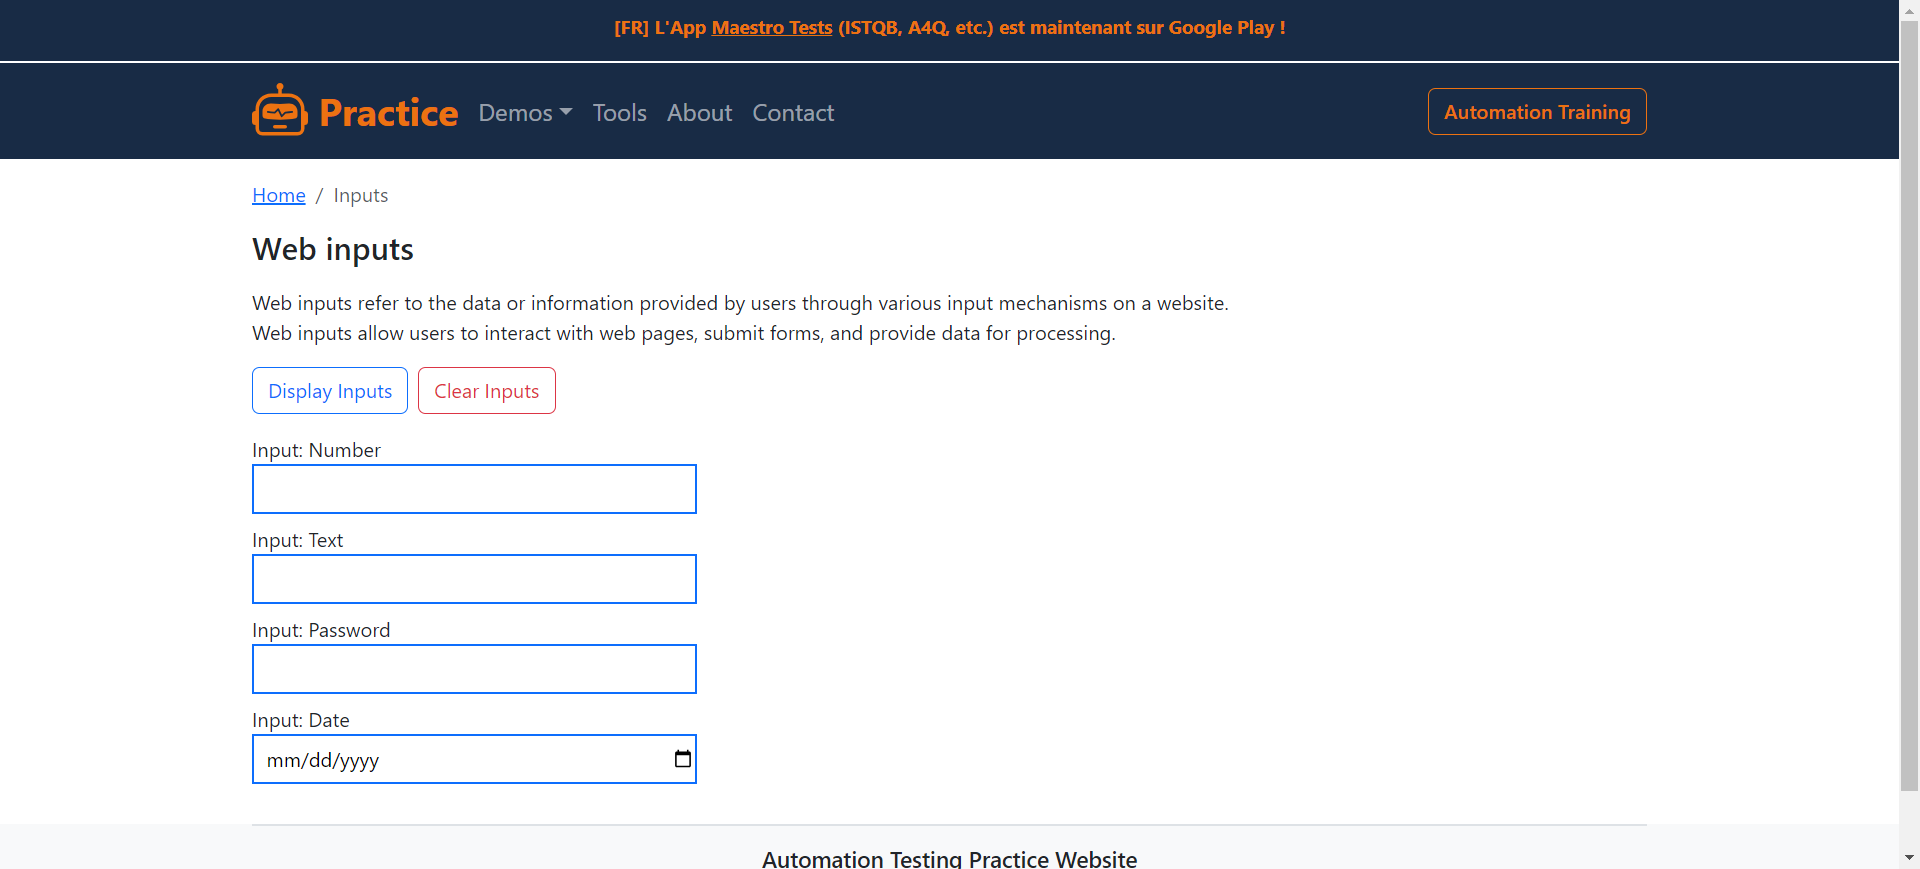 [FR] L'App Maestro Tests (ISTQB, A4Q, etc.) est maintenant sur Google Play !
Practice Demos Tools About Contact Automation Training
Home / Inputs
Web inputs
Web inputs refer to the data or information provided by users through various input mechanisms on a website.
Web inputs allow users to interact with web pages, submit forms, and provide data for processing.
Display Inputs Clear Inputs
Input: Number
Input: Text
Input: Password
Input: Date
mm/dd/yyyy
Automation Testing Practice Website